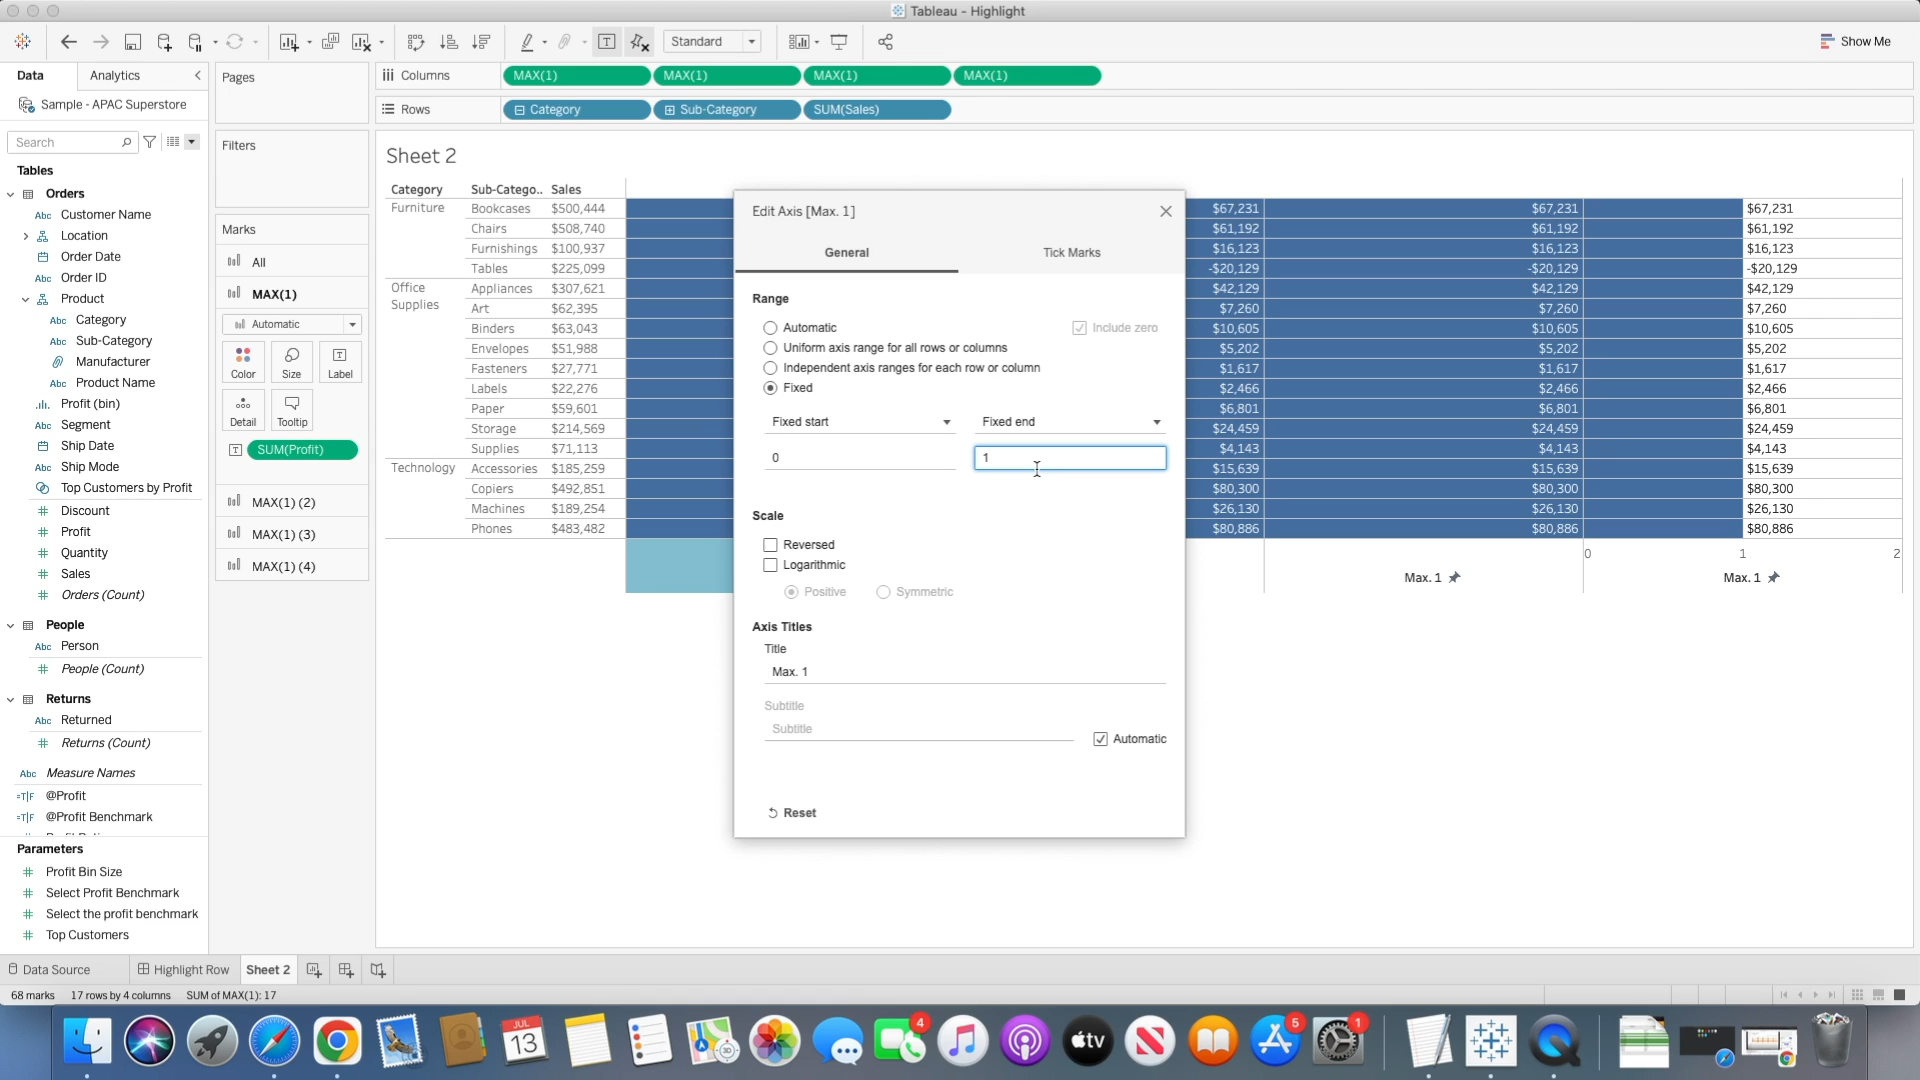 Tableau - Highlight
Standard
Show Me
Data
Analytics
Sample - APAC Superstore
Search
Tables
Orders
Abc Customer Name
Location
Order Date
Abc Order ID
Product
Abc Category
Abc Sub-Category
Manufacturer
Abc Product Name
Profit (bin)
Abc Segment
Ship Date
Abc Ship Mode
Top Customers by Profit
# Discount
# Profit
# Quantity
# Sales
# Orders (Count)
People
Abc Person
# People (Count)
Returns
Abc Returned
# Returns (Count)
Abc Measure Names
=T|F @Profit
=T|F @Profit Benchmark
Parameters
# Profit Bin Size
# Select Profit Benchmark
# Select the profit benchmark
# Top Customers
Pages
Filters
Marks
All
MAX(1)
Automatic
Color Size Label
Detail Tooltip
SUM(Profit)
MAX(1) (2)
MAX(1) (3)
MAX(1) (4)
Columns MAX(1) MAX(1) MAX(1) MAX(1)
Rows Category Sub-Category SUM(Sales)
Sheet 2
Category Sub-Catego.. Sales
Furniture Bookcases $500,444 $67,231 $67,231 $67,231
Chairs $508,740 $61,192 $61,192 $61,192
Furnishings $100,937 $16,123 $16,123 $16,123
Tables $225,099 -$20,129 -$20,129 -$20,129
Office Supplies Appliances $307,621 $42,129 $42,129 $42,129
Art $62,395 $7,260 $7,260 $7,260
Binders $63,043 $10,605 $10,605 $10,605
Envelopes $51,988 $5,202 $5,202 $5,202
Fasteners $27,771 $1,617 $1,617 $1,617
Labels $22,276 $2,466 $2,466 $2,466
Paper $59,601 $6,801 $6,801 $6,801
Storage $214,569 $24,459 $24,459 $24,459
Supplies $71,113 $4,143 $4,143 $4,143
Technology Accessories $185,259 $15,639 $15,639 $15,639
Copiers $492,851 $80,300 $80,300 $80,300
Machines $189,254 $26,130 $26,130 $26,130
Phones $483,482 $80,886 $80,886 $80,886
0 1 2
Max. 1 Max. 1
Edit Axis [Max. 1]
General Tick Marks
Range
Automatic Include zero
Uniform axis range for all rows or columns
Independent axis ranges for each row or column
Fixed
Fixed start Fixed end
0 1
Scale
Reversed
Logarithmic
Positive Symmetric
Axis Titles
Title
Max. 1
Subtitle
Subtitle
Automatic
Reset
Data Source Highlight Row Sheet 2
68 marks 17 rows by 4 columns SUM of MAX(1): 17
JUL
13
4
tv
5
1